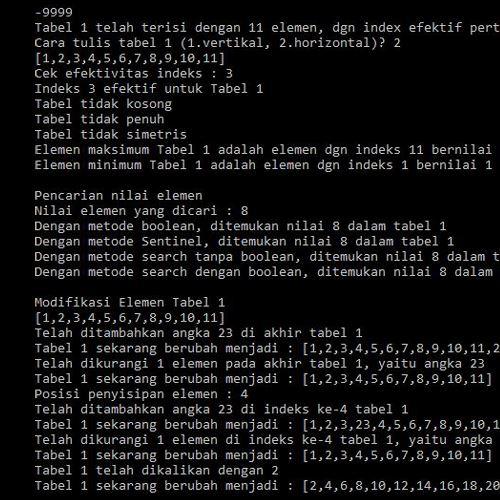 -9999
Tabel 1 telah terisi dengan 11 elemen, dgn index efektif pert
Cara tulis tabel 1 (1.vertikal, 2.horizontal)? 2
[1,2,3,4,5,6,7,8,9,10,11]
Cek efektivitas indeks : 3
Indeks 3 efektif untuk Tabel 1
Tabel tidak kosong
Tabel tidak penuh
Tabel tidak simetris
Elemen maksimum Tabel 1 adalah elemen dgn indeks 11 bernilai
Elemen minimum Tabel 1 adalah elemen dgn indeks 1 bernilai 1
Pencarian nilai elemen
Nilai elemen yang dicari : 8
Dengan metode boolean, ditemukan nilai 8 dalam tabel 1
Dengan metode Sentinel, ditemukan nilai 8 dalam tabel 1
Dengan metode search tanpa boolean, ditemukan nilai 8 dalam t
Dengan metode search dengan boolean, ditemukan nilai 8 dalam
Modifikasi Elemen Tabel 1
[1,2,3,4,5,6,7,8,9,10,11]
Telah ditambahkan angka 23 di akhir tabel 1
Tabel 1 sekarang berubah menjadi : [1,2,3,4,5,6,7,8,9,10,11,2
Telah dikurangi 1 elemen pada akhir tabel 1, yaitu angka 23
Tabel 1 sekarang berubah menjadi : [1,2,3,4,5,6,7,8,9,10,11]
Posisi penyisipan elemen : 4
Telah ditambahkan angka 23 di indeks ke-4 tabel 1
Tabel 1 sekarang berubah menjadi : [1,2,3,23,4,5,6,7,8,9,10,1
Telah dikurangi 1 elemen di indeks ke-4 tabel 1, yaitu angka
Tabel 1 sekarang berubah menjadi : [1,2,3,4,5,6,7,8,9,10,11]
Tabel 1 telah dikalikan dengan 2
Tabel 1 sekarang berubah menjadi : [2,4,6,8,10,12,14,16,18,20